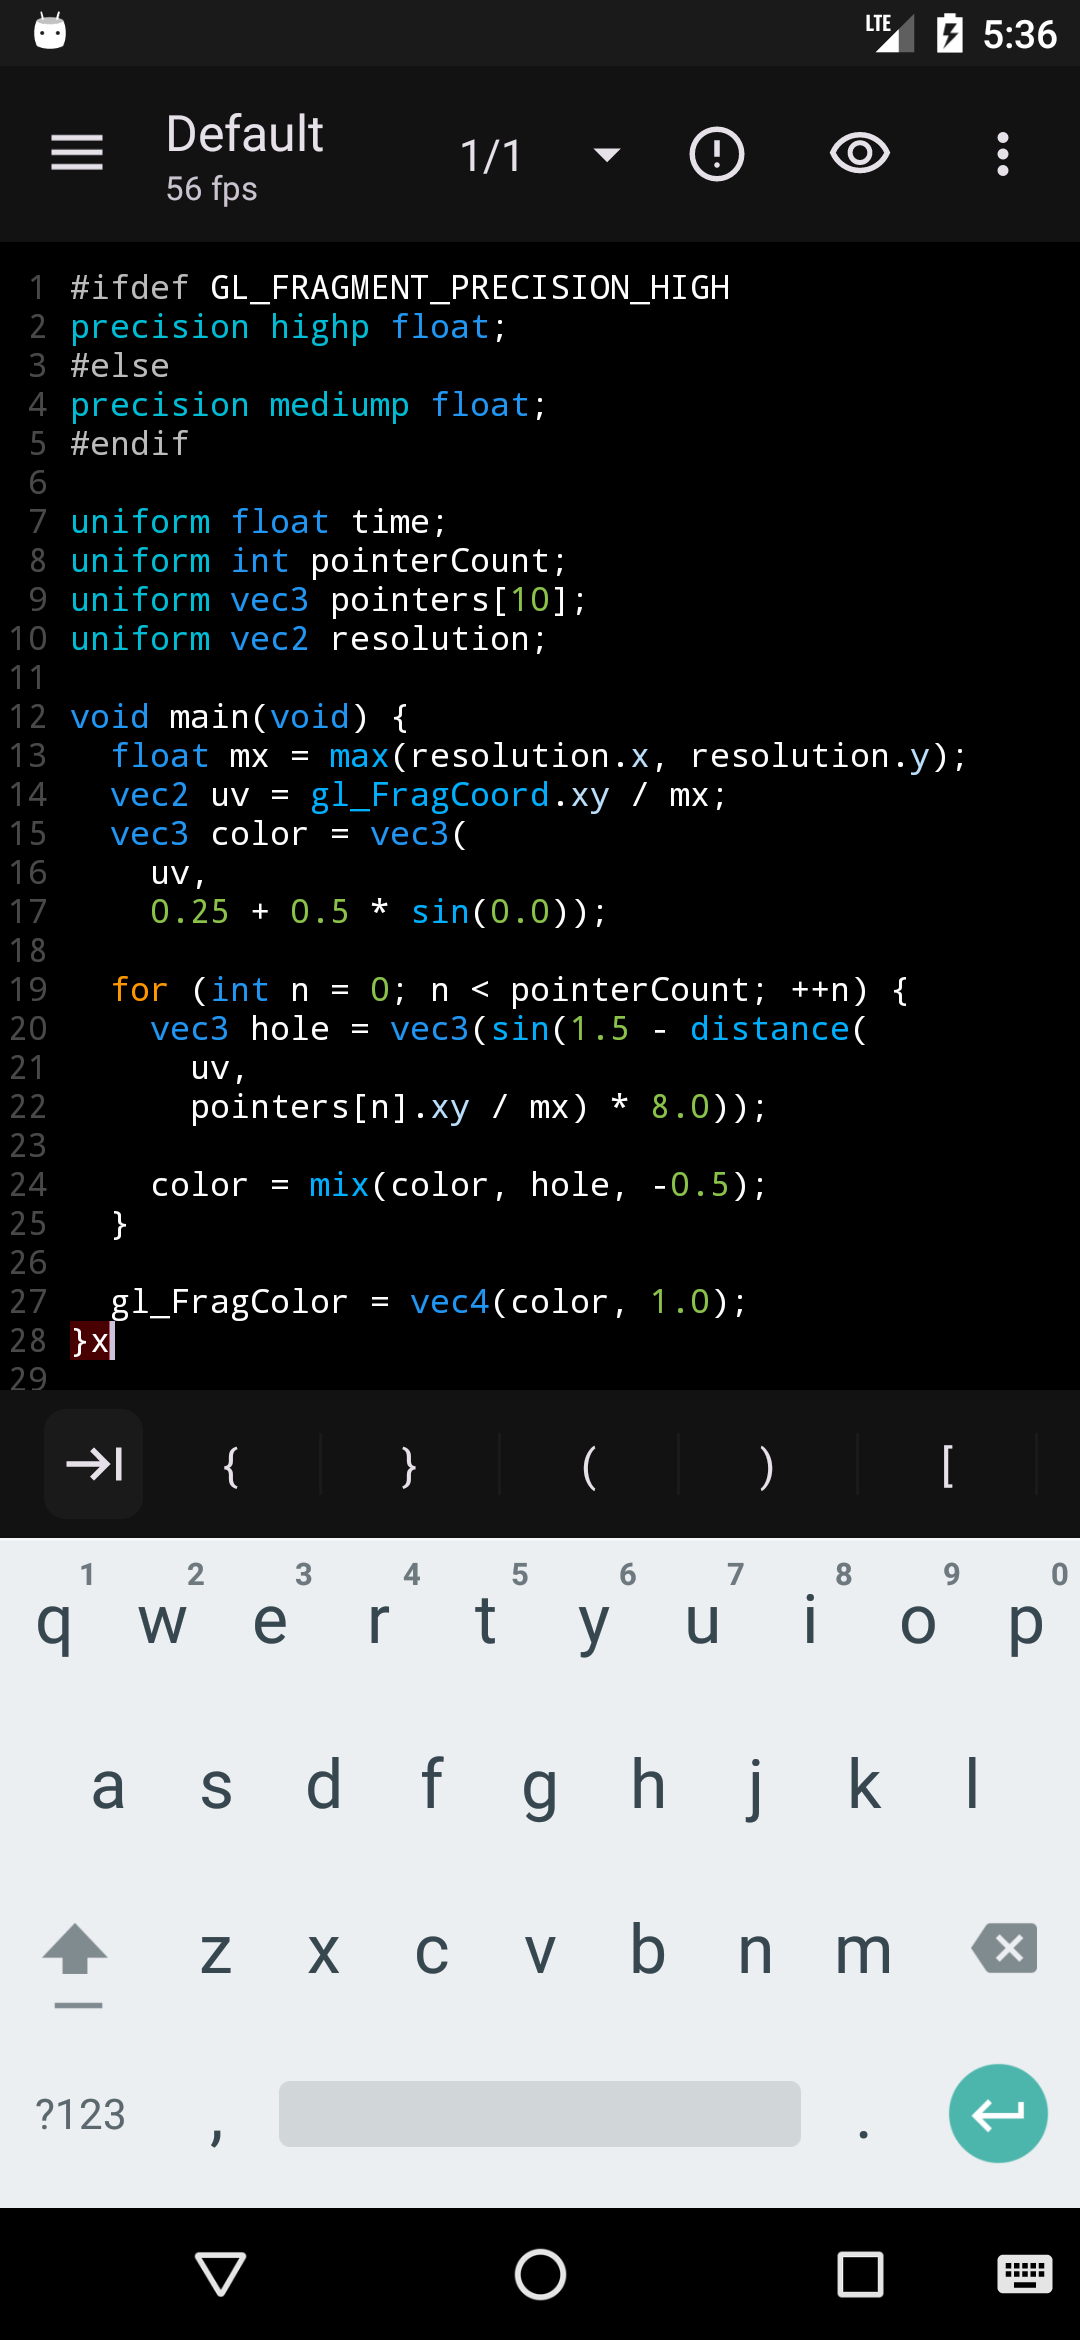 LTE 5:36
Default 1/1
56 fps
1 #ifdef GL_FRAGMENT_PRECISION_HIGH
2 precision highp float;
3 #else
4 precision mediump float;
5 #endif
6
7 uniform float time;
8 uniform int pointerCount;
9 uniform vec3 pointers[10];
10 uniform vec2 resolution;
11
12 void main(void) {
13   float mx = max(resolution.x, resolution.y);
14   vec2 uv = gl_FragCoord.xy / mx;
15   vec3 color = vec3(
16     uv,
17     0.25 + 0.5 * sin(0.0));
18
19   for (int n = 0; n < pointerCount; ++n) {
20     vec3 hole = vec3(sin(1.5 - distance(
21       uv,
22       pointers[n].xy / mx) * 8.0));
23
24     color = mix(color, hole, -0.5);
25   }
26
27   gl_FragColor = vec4(color, 1.0);
28 }x
29
{ } ( ) [
1 2 3 4 5 6 7 8 9 0
q w e r t y u i o p
a s d f g h j k l
z x c v b n m
?123 , .